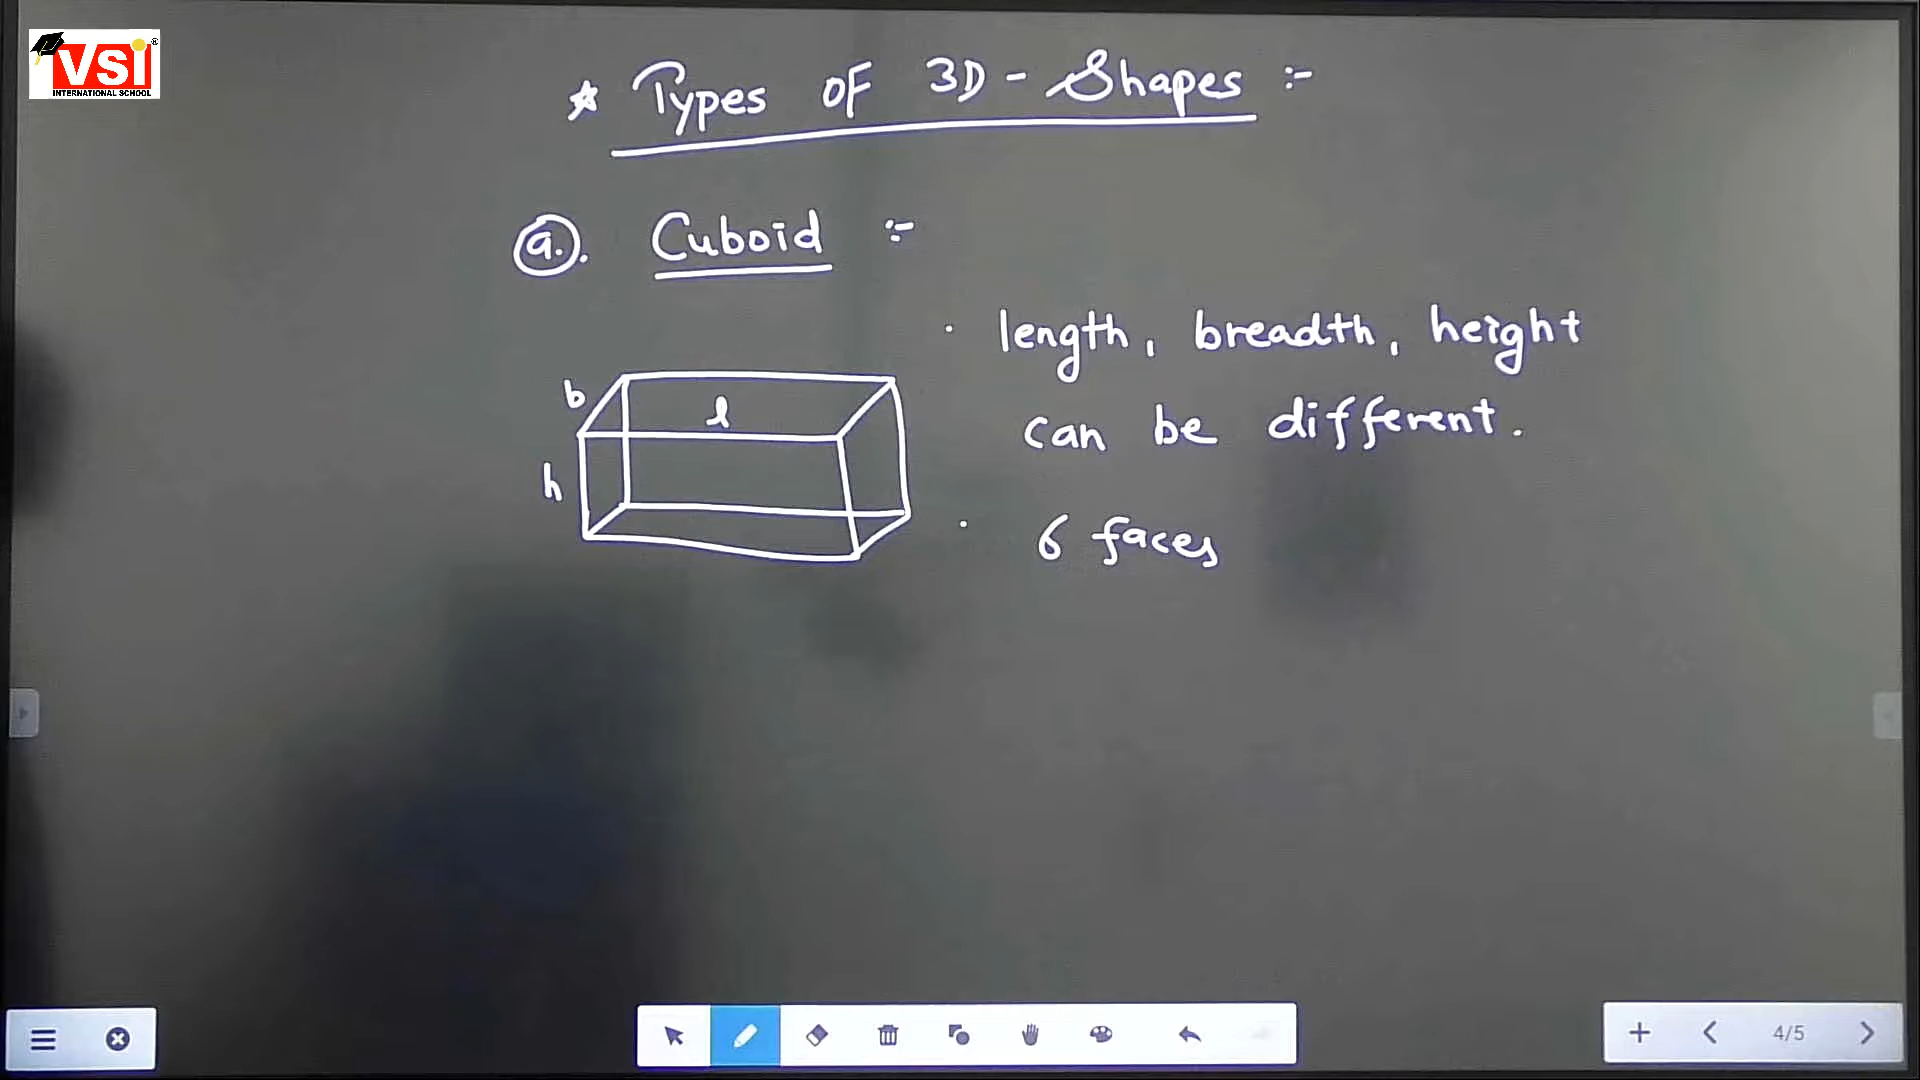 VSI
INTERNATIONAL SCHOOL
* Types of 3D - Shapes :-
a. Cuboid :-
· length, breadth, height
can be different.
b
l
h
· 6 faces
4/5